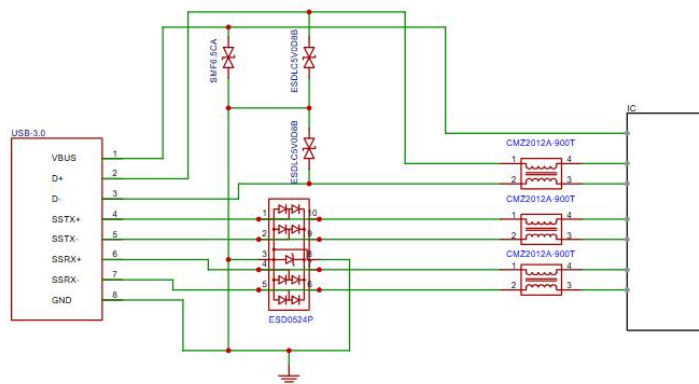 IC
SMF6.5CA
ESDLC5V0D8B
ESDLC5V0D8B
USB-3.0
VBUS 1
D+ 2
D- 3
SSTX+ 4
SSTX- 5
SSRX+ 6
SSRX- 7
GND 8
CMZ2012A-900T
1 4
2 3
CMZ2012A-900T
1 4
2 3
CMZ2012A-900T
1 4
2 3
1 10
2 9
3 8
4 7
5 6
ESD0524P